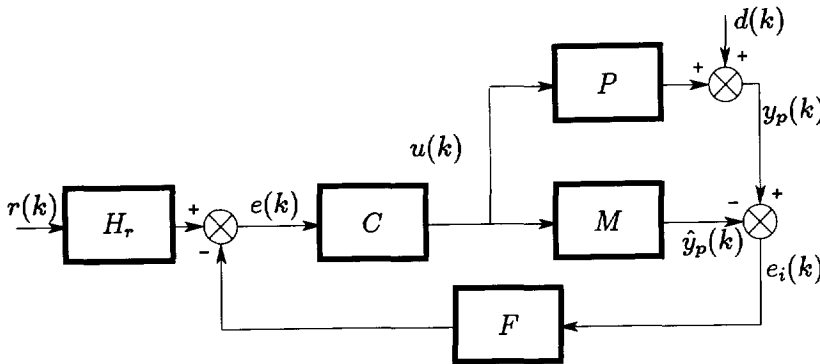 d(k)
+ +
P
y_p(k)
u(k)
r(k)
H_r
+
e(k)
C
M
- +
ŷ_p(k)
-
e_i(k)
F